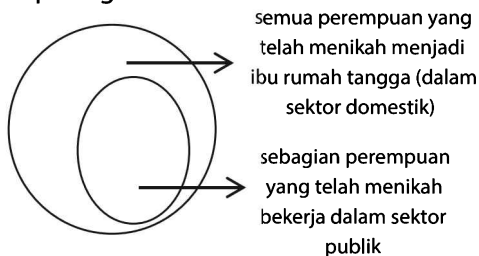 semua perempuan yang
telah menikah menjadi
ibu rumah tangga (dalam
sektor domestik)
sebagian perempuan
yang telah menikah
bekerja dalam sektor
publik